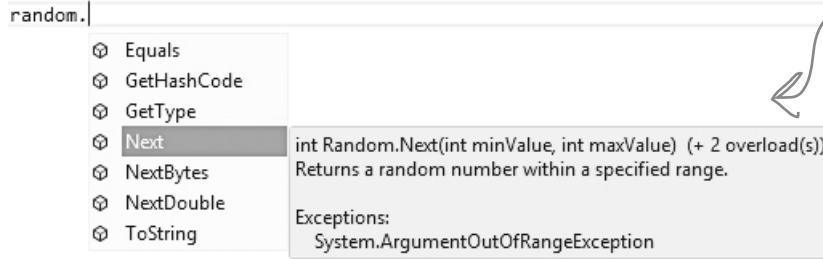 random.
Equals
GetHashCode
GetType
Next
NextBytes
NextDouble
ToString
int Random.Next(int minValue, int maxValue) (+ 2 overload(s))
Returns a random number within a specified range.
Exceptions:
System.ArgumentOutOfRangeException